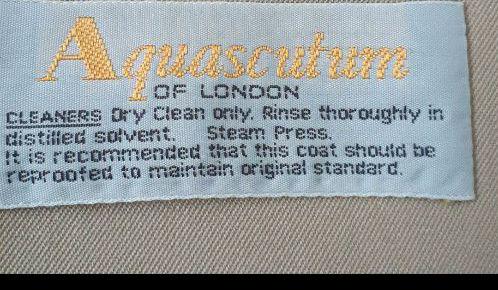 Aquascutum
OF LONDON
CLEANERS Dry Clean only. Rinse thoroughly in
distilled solvent. Steam Press.
It is recommended that this coat should be
reproofed to maintain original standard.